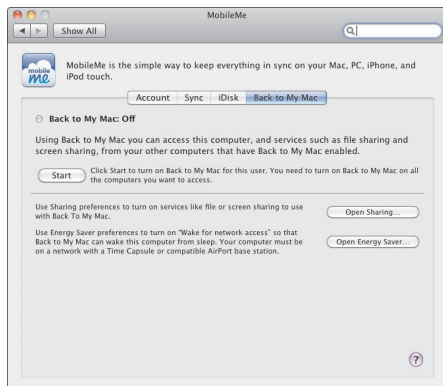 MobileMe
Show All
mobile
me
MobileMe is the simple way to keep everything in sync on your Mac, PC, iPhone, and
iPod touch.
Account Sync iDisk Back to My Mac
Back to My Mac: Off
Using Back to My Mac you can access this computer, and services such as file sharing and
screen sharing, from your other computers that have Back to My Mac enabled.
Start
Click Start to turn on Back to My Mac for this user. You need to turn on Back to My Mac on all
the computers you want to access.
Use Sharing preferences to turn on services like file or screen sharing to use
with Back To My Mac.
Open Sharing...
Use Energy Saver preferences to turn on "Wake for network access" so that
Back to My Mac can wake this computer from sleep. Your computer must be
on a network with a Time Capsule or compatible AirPort base station.
Open Energy Saver...
?